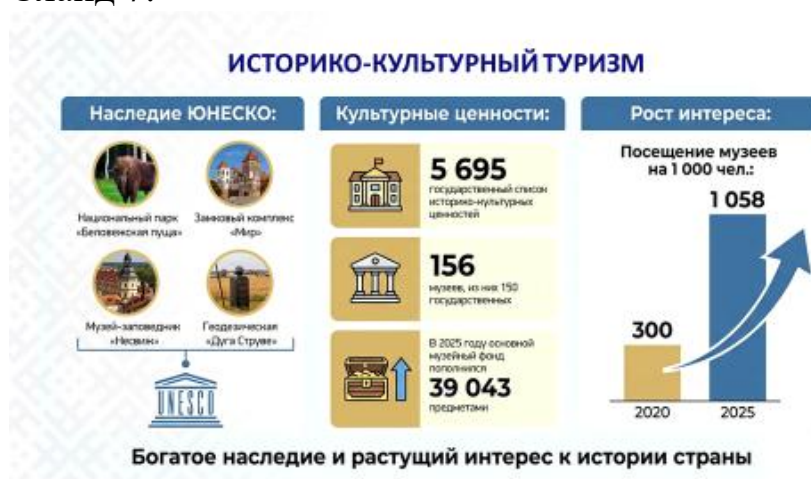 ИСТОРИКО-КУЛЬТУРНЫЙ ТУРИЗМ
Наследие ЮНЕСКО:
Национальный парк
«Беловежская пуща»
Замковый комплекс
«Мир»
Музей-заповедник
«Несвиж»
Геодезическая
«Дуга Струве»
UNESCO
Культурные ценности:
5 695
государственный список
историко-культурных
ценностей
156
музеев, из них 150
государственных
В 2025 году основной
музейный фонд
пополнился
39 043
предметами
Рост интереса:
Посещение музеев
на 1 000 чел.:
1 058
300
2020
2025
Богатое наследие и растущий интерес к истории страны